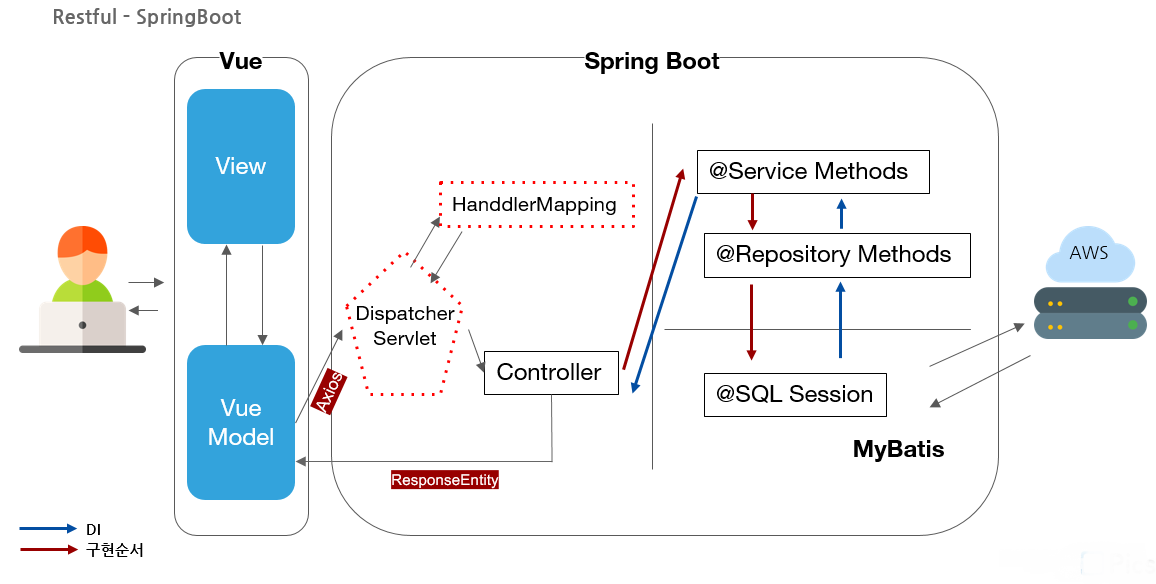 Restful - SpringBoot
Vue
Spring Boot
View
@Service Methods
HanddlerMapping
@Repository Methods
AWS
Dispatcher
Servlet
Controller
Axios
Vue
Model
@SQL Session
MyBatis
ResponseEntity
DI
구현순서